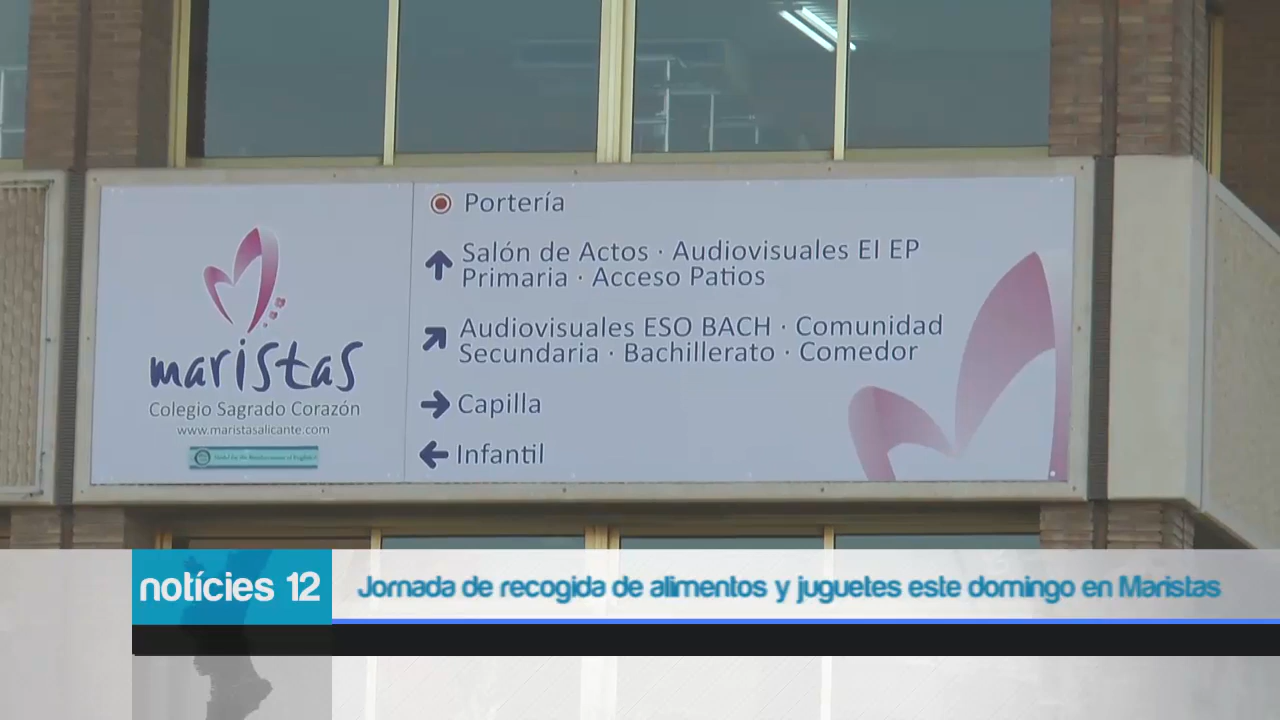 Portería
Salón de Actos · Audiovisuales EI EP
Primaria · Acceso Patios
Audiovisuales ESO BACH · Comunidad
Secundaria · Bachillerato · Comedor
Capilla
Infantil
maristas
Colegio Sagrado Corazón
www.maristasalicante.com
notícies 12
Jornada de recogida de alimentos y juguetes este domingo en Maristas